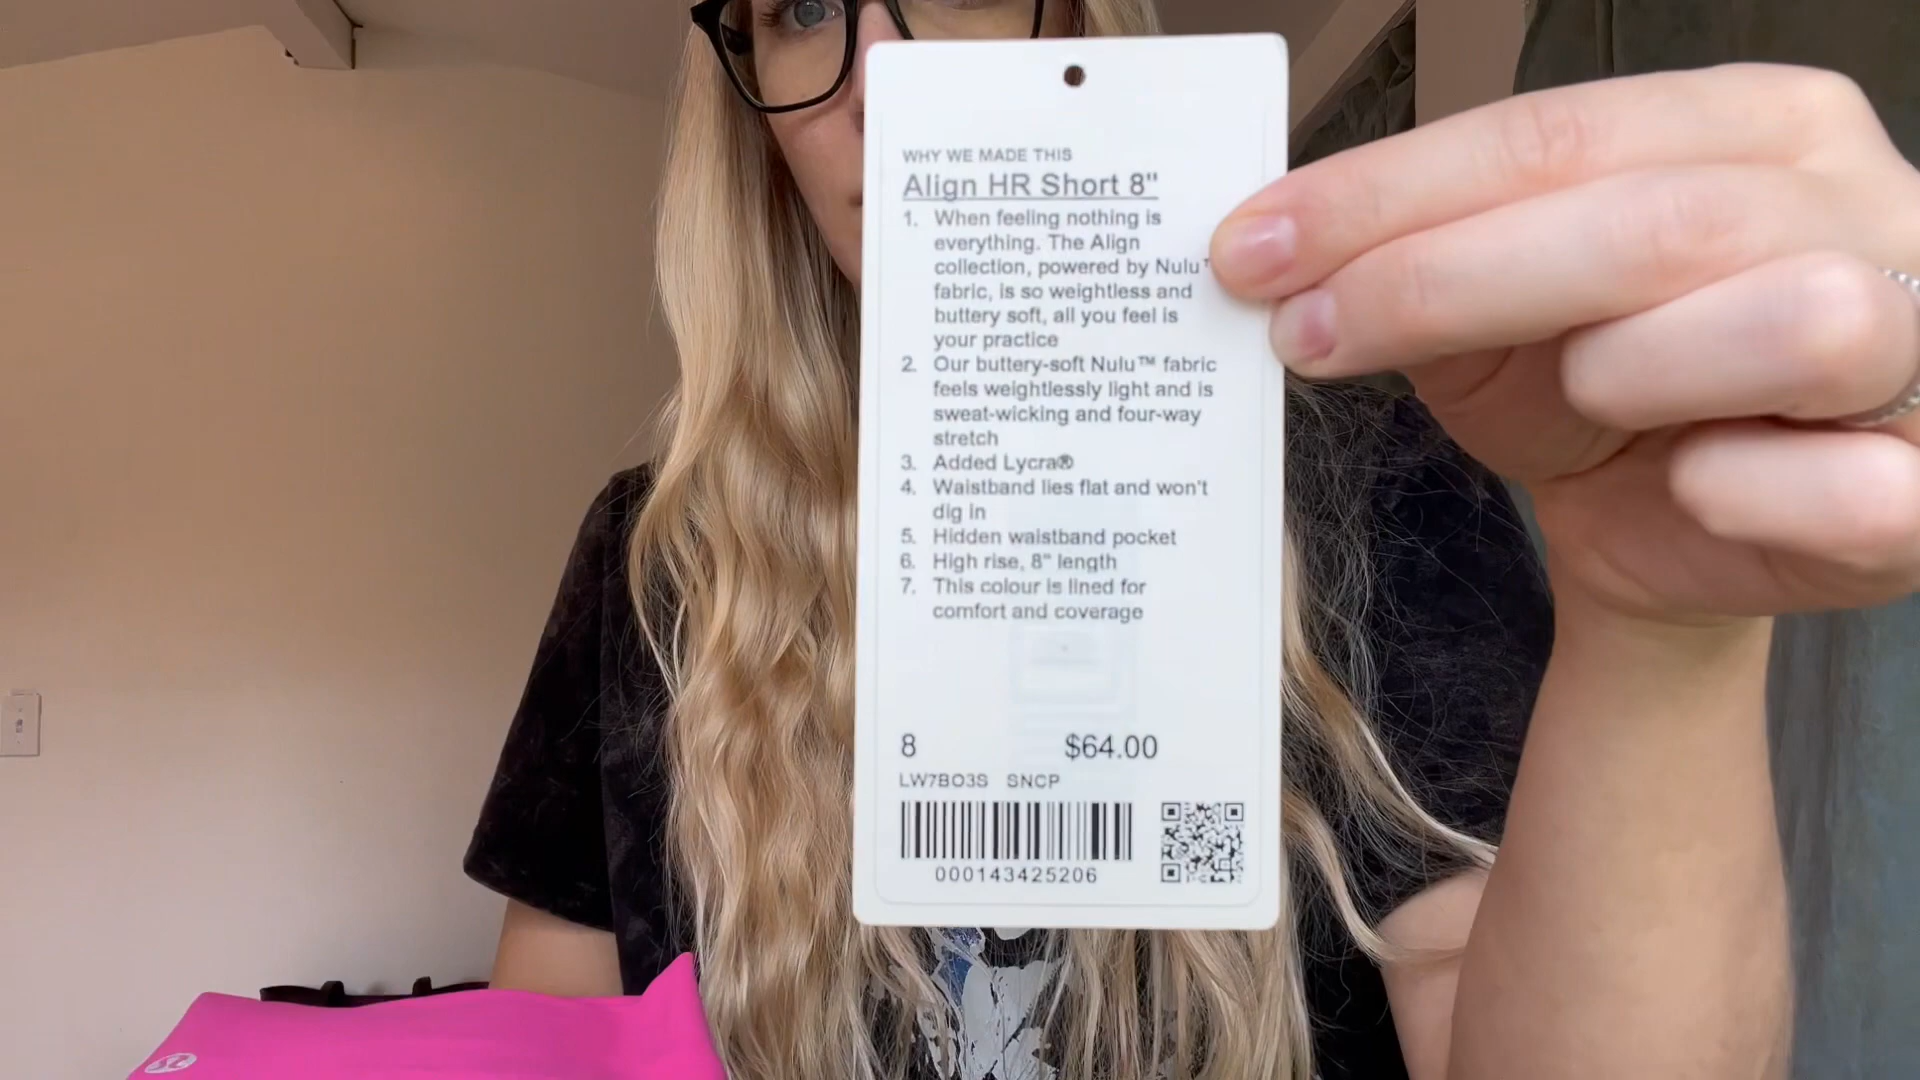 WHY WE MADE THIS
Align HR Short 8"
1. When feeling nothing is
everything. The Align
collection, powered by Nulu™
fabric, is so weightless and
buttery soft, all you feel is
your practice
2. Our buttery-soft Nulu™ fabric
feels weightlessly light and is
sweat-wicking and four-way
stretch
3. Added Lycra®
4. Waistband lies flat and won't
dig in
5. Hidden waistband pocket
6. High rise, 8" length
7. This colour is lined for
comfort and coverage
8 $64.00
LW7BO3S SNCP
000143425206